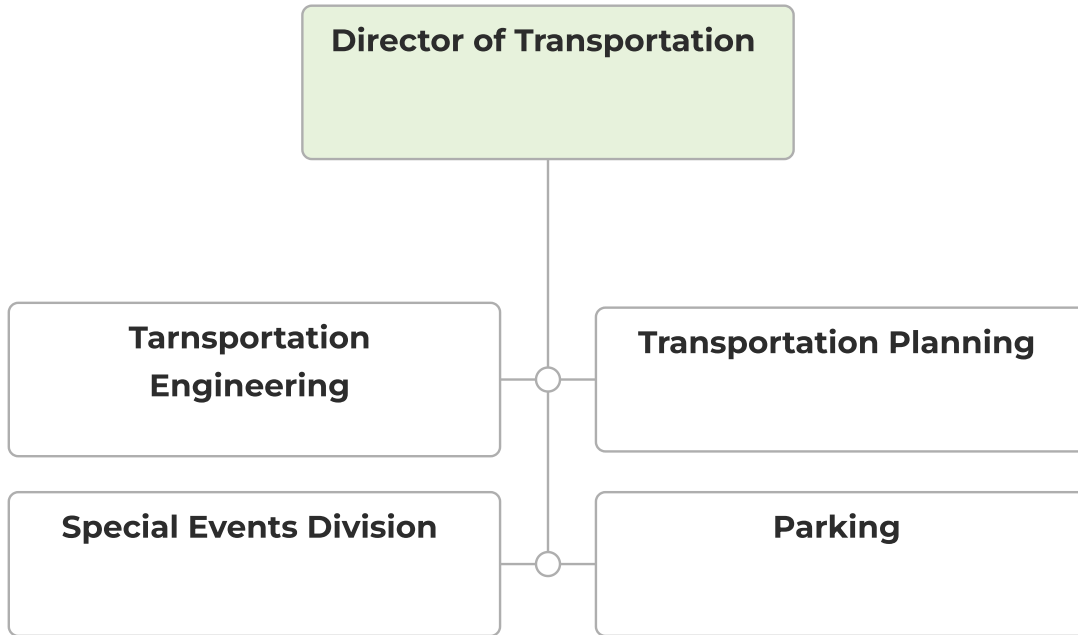 Director of Transportation
Tarnsportation
Engineering
Transportation Planning
Special Events Division
Parking